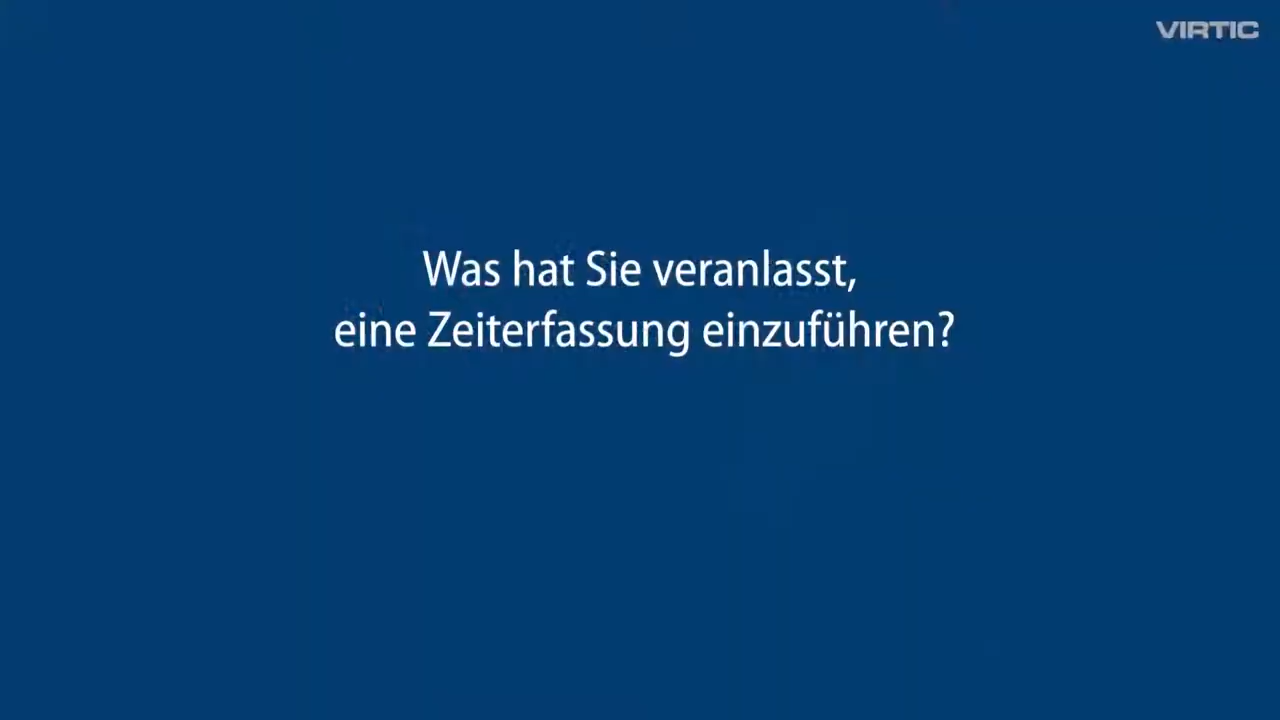 VIRTIC
Was hat Sie veranlasst,
eine Zeiterfassung einzuführen?